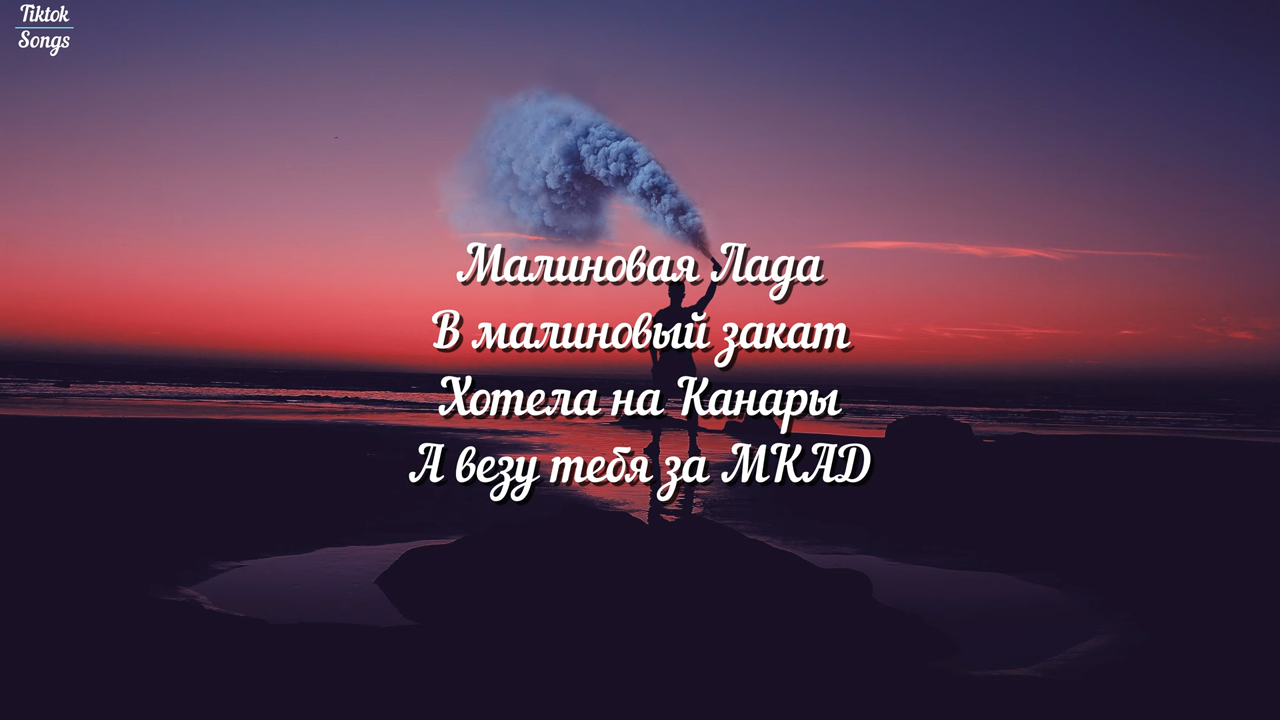 Tiktok
Songs
Малиновая Лада
В малиновый закат
Хотела на Канары
А везу тебя за МКАД